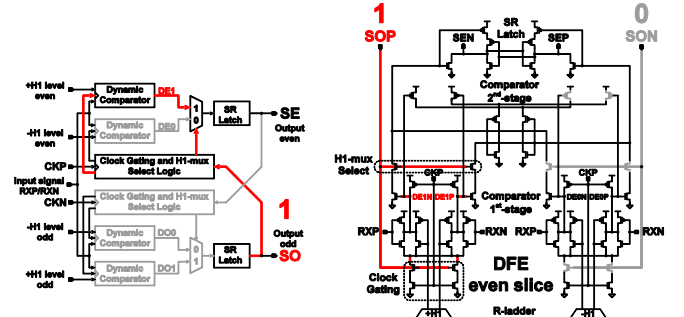 +H1 level
even
Dynamic
Comparator
DE1
-H1 level
even
Dynamic
Comparator
DE0
1
0
SR
Latch
SE
Output
even
CKP
Clock Gating and H1-mux
Select Logic
Input signal
RXP/RXN
CKN
Clock Gating and H1-mux
Select Logic
-H1 level
odd
Dynamic
Comparator
DO0
+H1 level
odd
Dynamic
Comparator
DO1
0
1
SR
Latch
1
Output
odd
SO
1
SOP
0
SON
SEN
SR
Latch
SEP
Comparator
2nd-stage
H1-mux
Select
CKP
CKP
DE1N
DE1P
Comparator
1st-stage
DE0N
DE0P
RXP
RXN
RXP
RXN
Clock
Gating
DFE
even slice
+H1
R-ladder
-H1